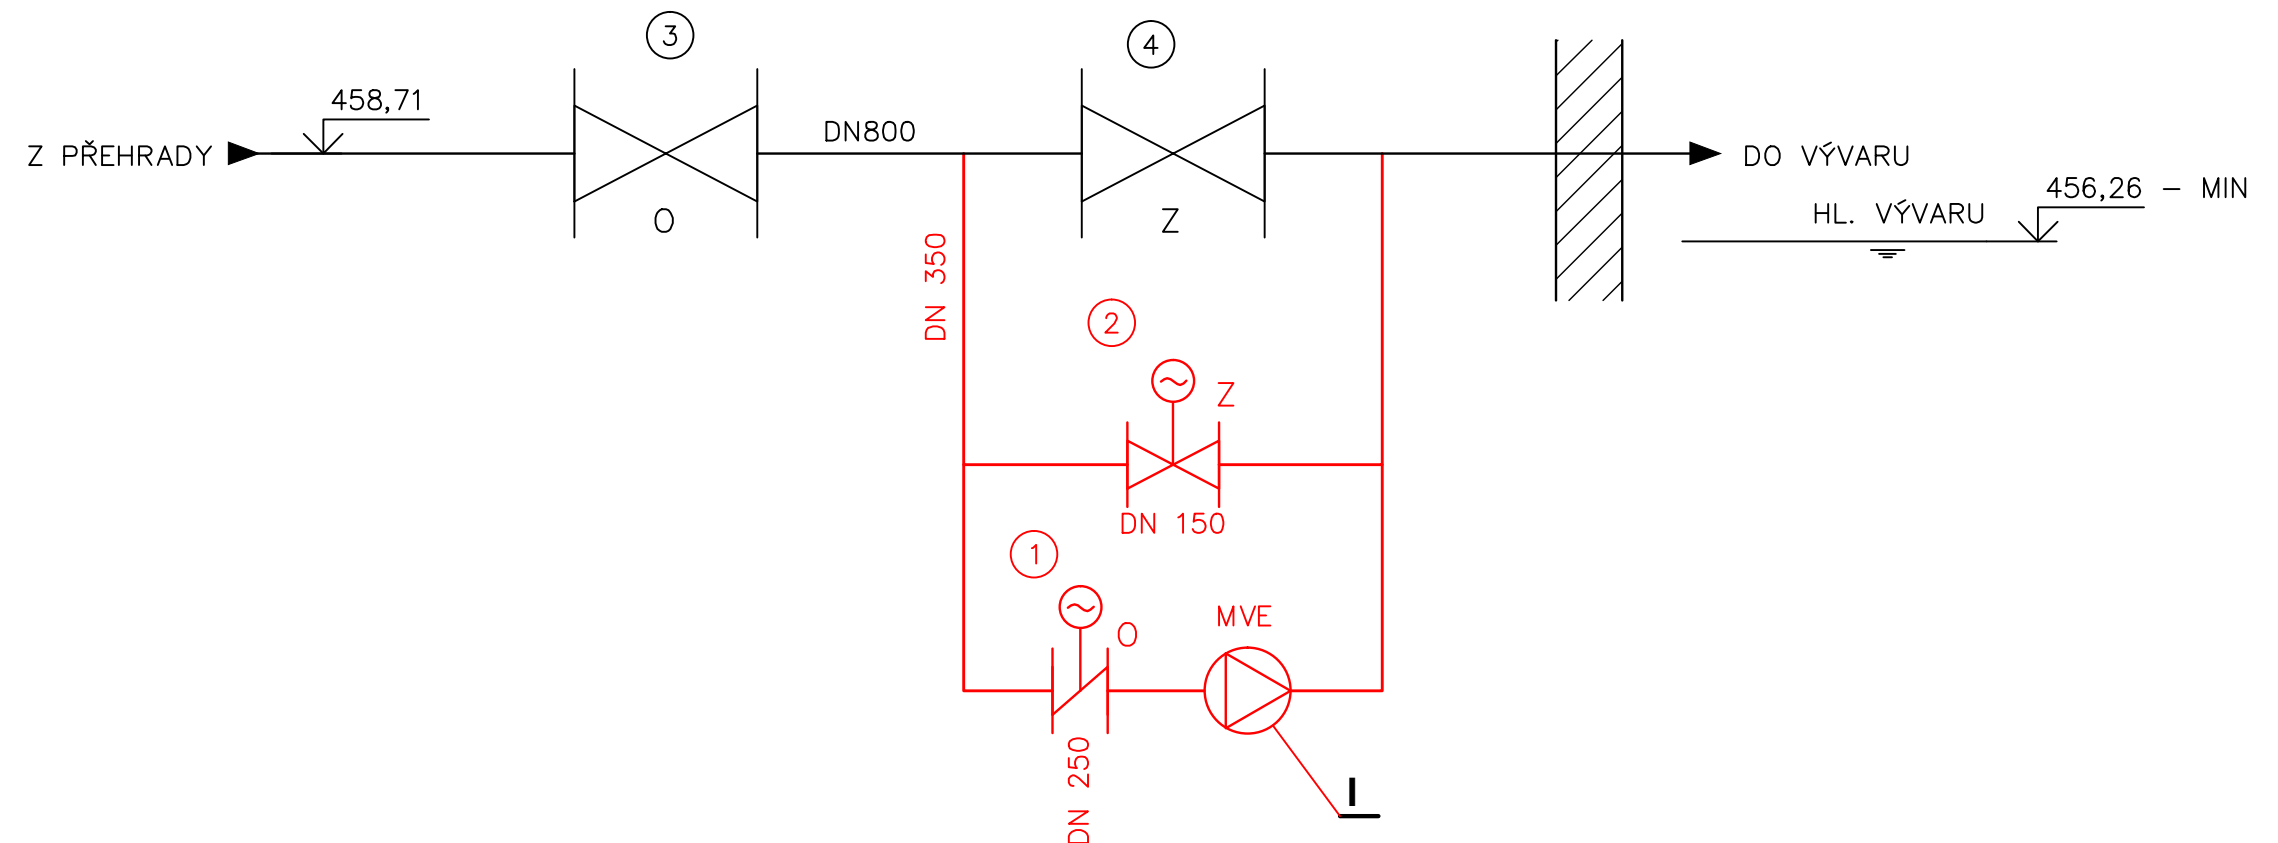 3
4
458,71
DN800
Z PŘEHRADY
DO VÝVARU
456,26 - MIN
HL. VÝVARU
O
Z
DN 350
2
Z
DN 150
1
O
MVE
DN 250
I